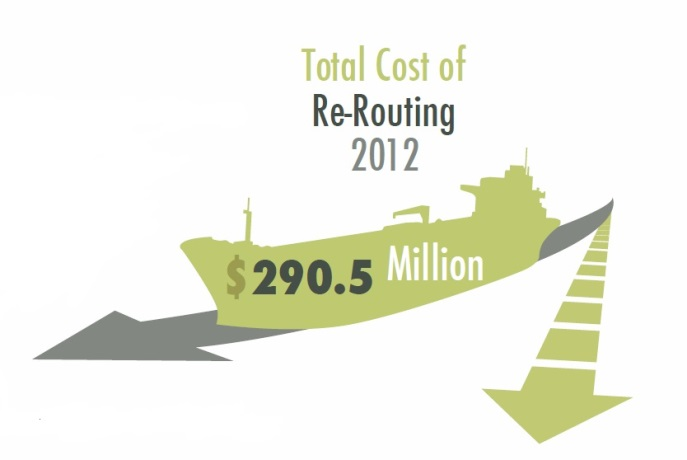 Total Cost of
Re-Routing
2012
$290.5 Million